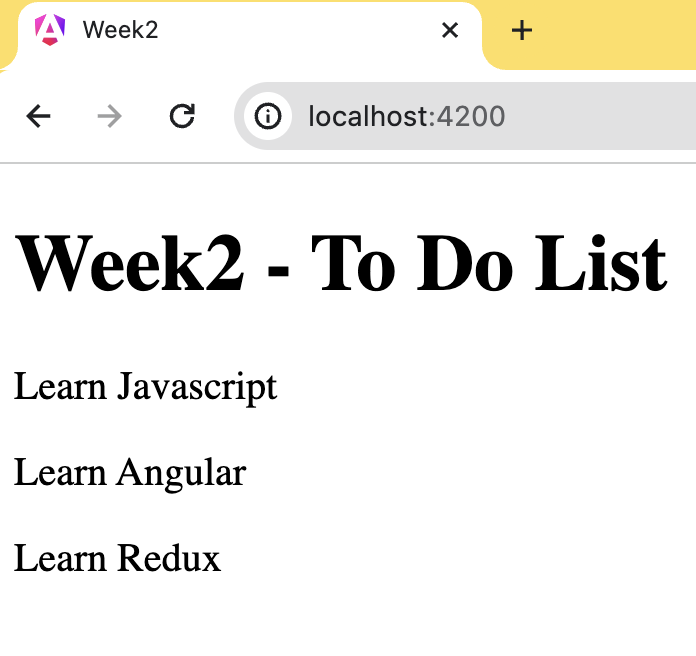 Week2
localhost:4200
Week2 - To Do List
Learn Javascript
Learn Angular
Learn Redux